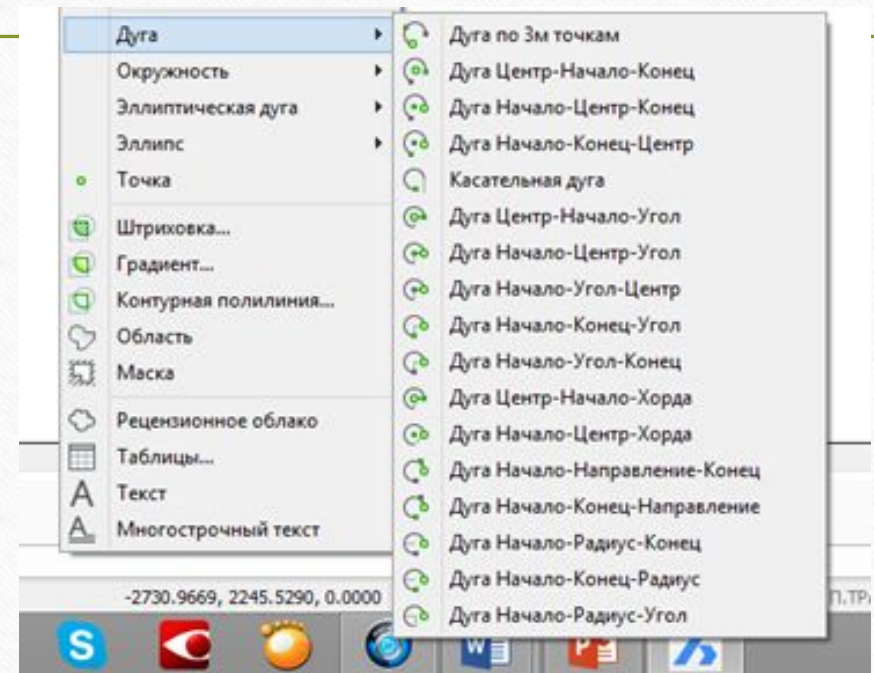 Дуга
Окружность
Эллиптическая дуга
Эллипс
Точка
Штриховка...
Градиент...
Контурная полилиния...
Область
Маска
Рецензионное облако
Таблицы...
Текст
Многострочный текст
Дуга по 3м точкам
Дуга Центр-Начало-Конец
Дуга Начало-Центр-Конец
Дуга Начало-Конец-Центр
Касательная дуга
Дуга Центр-Начало-Угол
Дуга Начало-Центр-Угол
Дуга Начало-Угол-Центр
Дуга Начало-Конец-Угол
Дуга Начало-Угол-Конец
Дуга Центр-Начало-Хорда
Дуга Начало-Центр-Хорда
Дуга Начало-Направление-Конец
Дуга Начало-Конец-Направление
Дуга Начало-Радиус-Конец
Дуга Начало-Конец-Радиус
Дуга Начало-Радиус-Угол
-2730.9669, 2245.5290, 0.0000